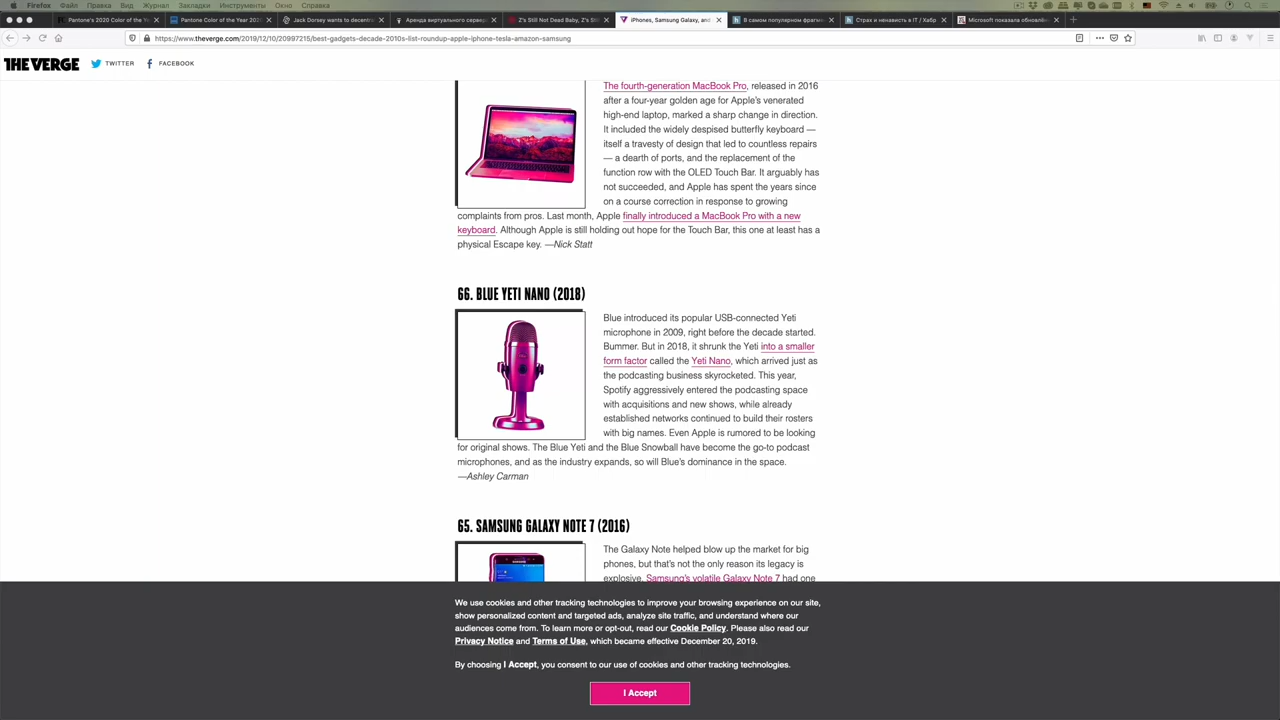 Firefox Файл Правка Вид Журнал Закладки Инструменты Окно Справка
Pantone's 2020 Color of the Ye
Pantone Color of the Year 2020
Jack Dorsey wants to decentra
Аренда виртуального сервера
Z's Still Not Dead Baby, Z's Sti
iPhones, Samsung Galaxy, and
В самом популярном фрагмен
Страх и ненависть в IT / Хабр
Microsoft показала обновлён
https://www.theverge.com/2019/12/10/20997215/best-gadgets-decade-2010s-list-roundup-apple-iphone-tesla-amazon-samsung
THE VERGE
TWITTER
FACEBOOK
The fourth-generation MacBook Pro, released in 2016
after a four-year golden age for Apple's venerated
high-end laptop, marked a sharp change in direction.
It included the widely despised butterfly keyboard —
itself a travesty of design that led to countless repairs
— a dearth of ports, and the replacement of the
function row with the OLED Touch Bar. It arguably has
not succeeded, and Apple has spent the years since
on a course correction in response to growing
complaints from pros. Last month, Apple finally introduced a MacBook Pro with a new
keyboard. Although Apple is still holding out hope for the Touch Bar, this one at least has a
physical Escape key. —Nick Statt
66. BLUE YETI NANO (2018)
Blue introduced its popular USB-connected Yeti
microphone in 2009, right before the decade started.
Bummer. But in 2018, it shrunk the Yeti into a smaller
form factor called the Yeti Nano, which arrived just as
the podcasting business skyrocketed. This year,
Spotify aggressively entered the podcasting space
with acquisitions and new shows, while already
established networks continued to build their rosters
with big names. Even Apple is rumored to be looking
for original shows. The Blue Yeti and the Blue Snowball have become the go-to podcast
microphones, and as the industry expands, so will Blue's dominance in the space.
—Ashley Carman
65. SAMSUNG GALAXY NOTE 7 (2016)
The Galaxy Note helped blow up the market for big
phones, but that's not the only reason its legacy is
explosive. Samsung's volatile Galaxy Note 7 had one
SAMSUNG
We use cookies and other tracking technologies to improve your browsing experience on our site,
show personalized content and targeted ads, analyze site traffic, and understand where our
audiences come from. To learn more or opt-out, read our Cookie Policy. Please also read our
Privacy Notice and Terms of Use, which became effective December 20, 2019.
By choosing I Accept, you consent to our use of cookies and other tracking technologies.
I Accept